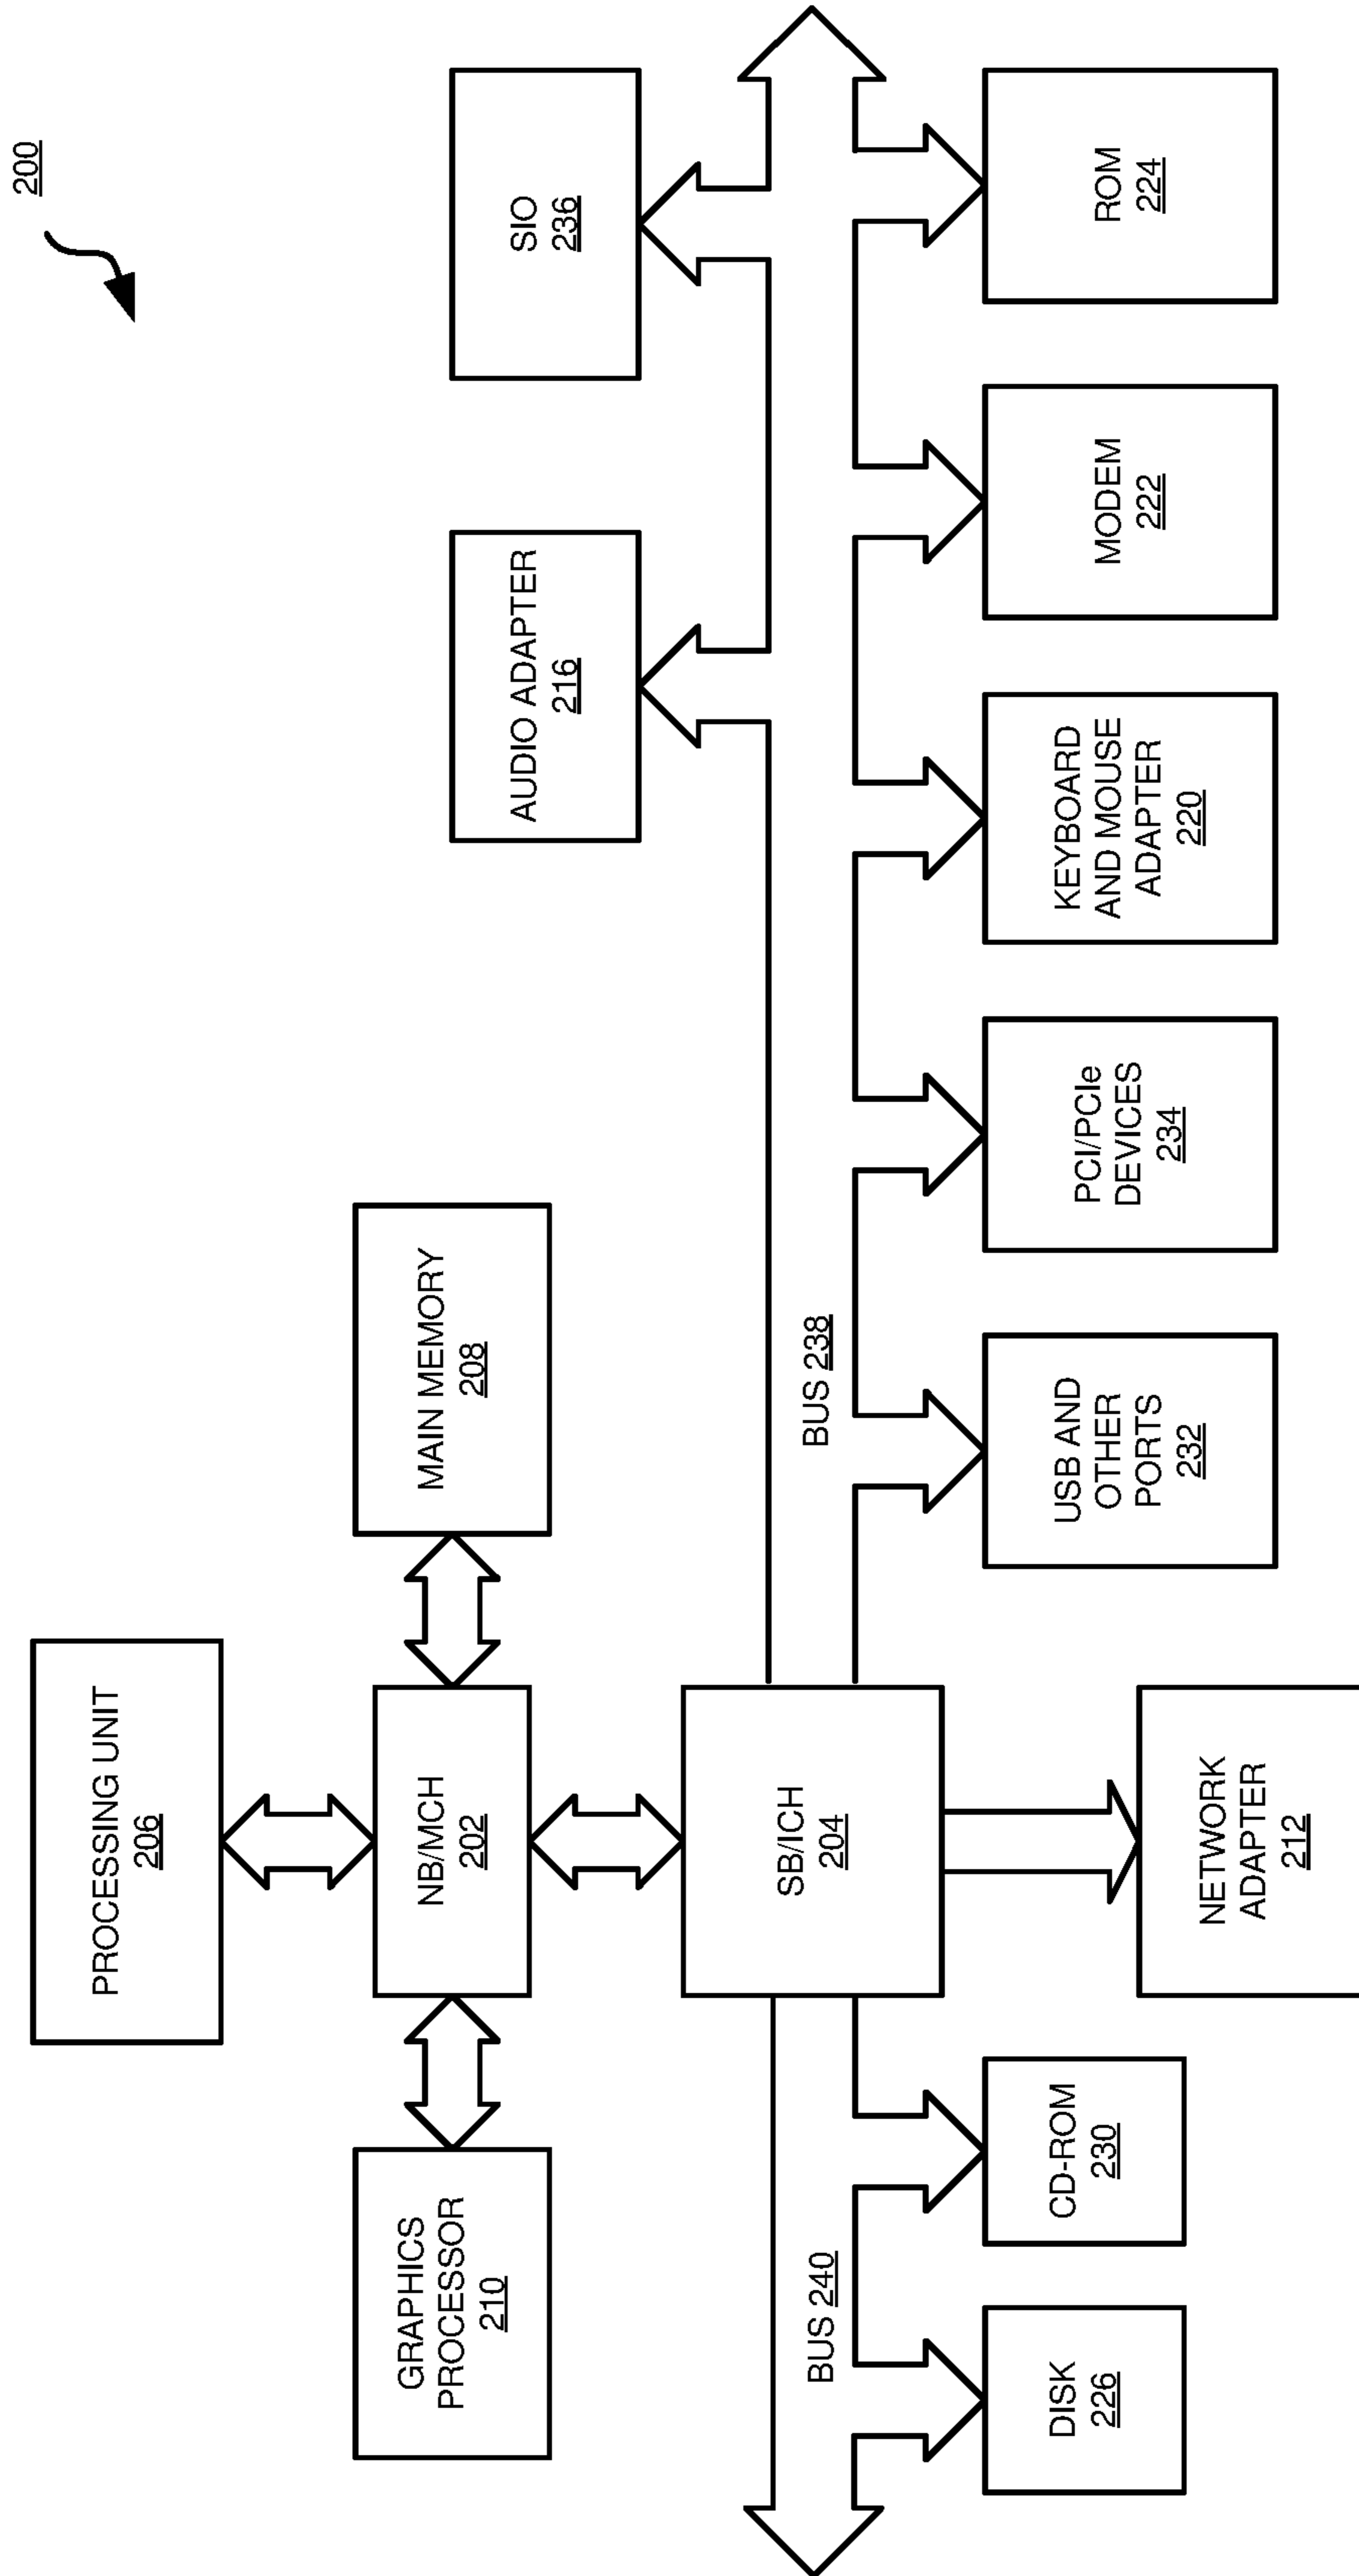 200
PROCESSING UNIT
206
GRAPHICS
PROCESSOR
210
NB/MCH
202
MAIN MEMORY
208
AUDIO ADAPTER
216
SIO
236
SB/ICH
204
BUS 240
BUS 238
DISK
226
CD-ROM
230
USB AND
OTHER
PORTS
232
PCI/PCIe
DEVICES
234
KEYBOARD
AND MOUSE
ADAPTER
220
MODEM
222
ROM
224
NETWORK
ADAPTER
212